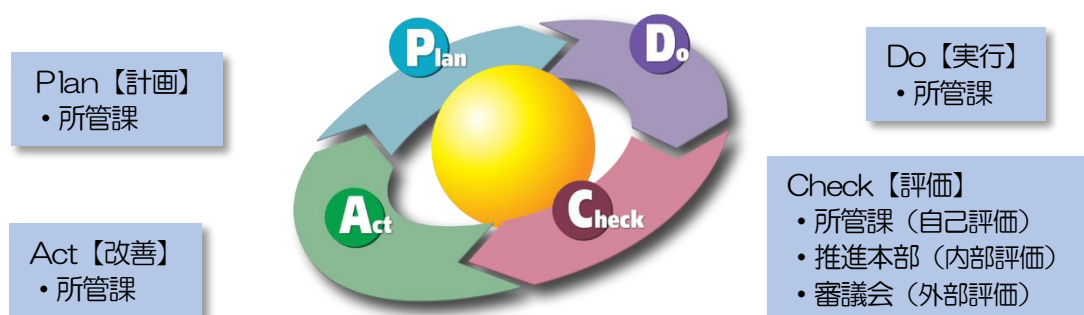 Plan【計画】
・所管課
Plan
Do
Do【実行】
・所管課
Act【改善】
・所管課
Act
Check
Check【評価】
・所管課（自己評価）
・推進本部（内部評価）
・審議会（外部評価）